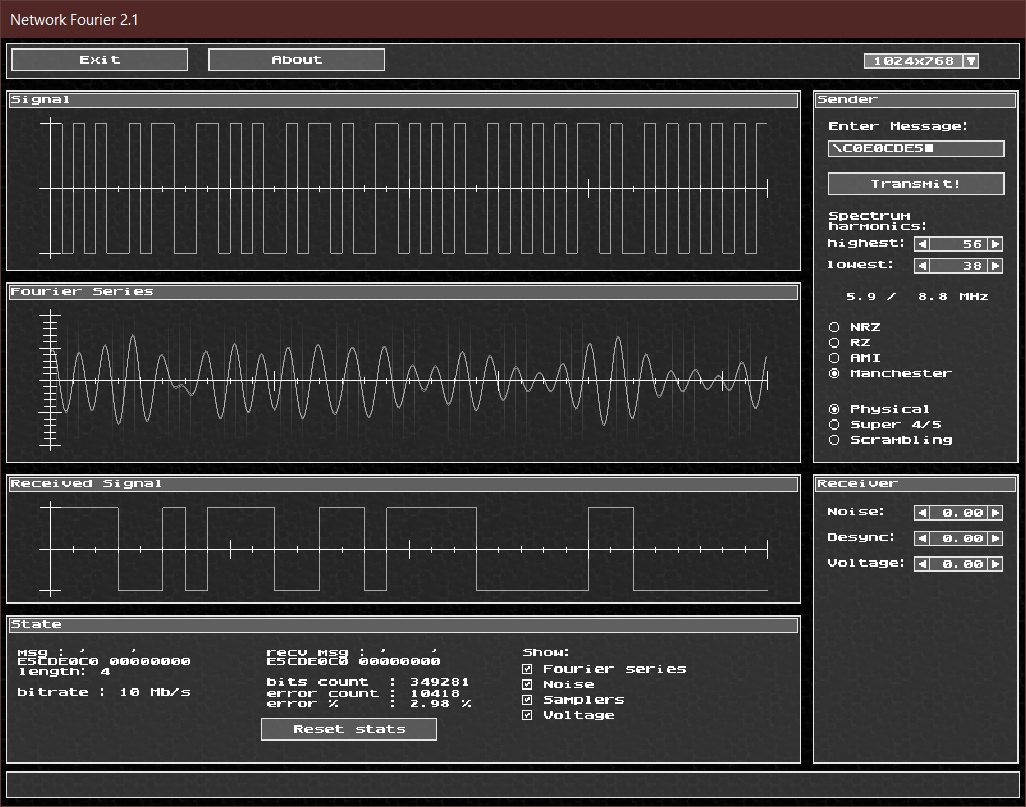 Network Fourier 2.1
Exit About 1024x768
Signal
Sender
Enter Message:
\C0E0CDE5
Transmit!
Spectrum
harmonics:
highest: 56
lowest: 38
5.9 / 8.8 MHz
NRZ
RZ
AMI
Manchester
Physical
Super 4/5
Scrambling
Fourier Series
Received Signal
Receiver
Noise: 0.00
Desync: 0.00
Voltage: 0.00
State
msg : ' '
E5CDE0C0 00000000
length: 4
bitrate : 10 Mb/s
recv msg : ' '
E5CDE0C0 00000000
bits count : 349281
error count : 10418
error % : 2.98 %
Reset stats
Show:
Fourier series
Noise
Samplers
Voltage